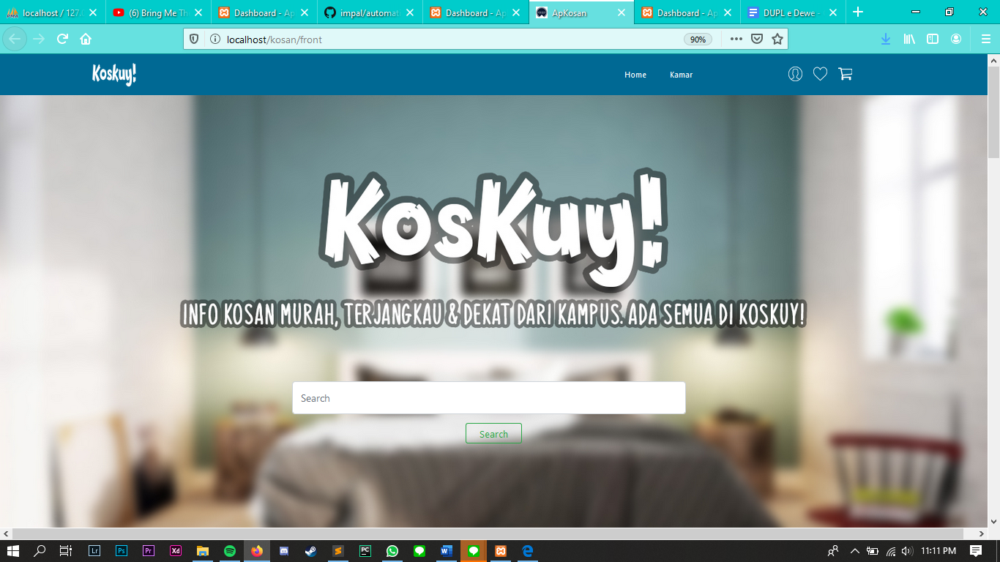 localhost / 127.0
(6) Bring Me Th
Dashboard - Ap
impal/automat
Dashboard - Ap
ApKosan
Dashboard - Ap
DUPL e Dewe -
localhost/kosan/front
90%
Koskuy!
Home
Kamar
KosKuy!
INFO KOSAN MURAH, TERJANGKAU & DEKAT DARI KAMPUS. ADA SEMUA DI KOSKUY!
Search
Search
Lr
Ps
Pr
Xd
PC
W
11:11 PM